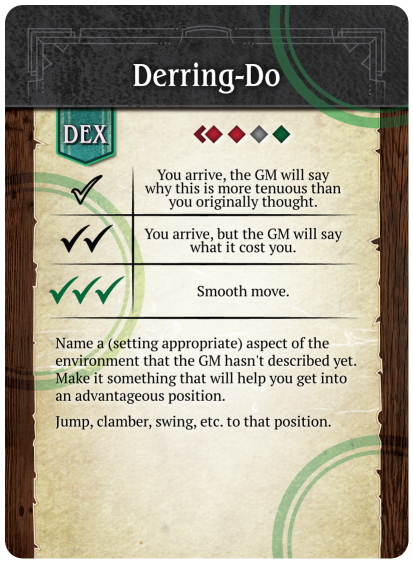 Derring-Do
DEX
You arrive, the GM will say
why this is more tenuous than
you originally thought.
You arrive, but the GM will say
what it cost you.
Smooth move.
Name a (setting appropriate) aspect of the
environment that the GM hasn't described yet.
Make it something that will help you get into
an advantageous position.
Jump, clamber, swing, etc. to that position.